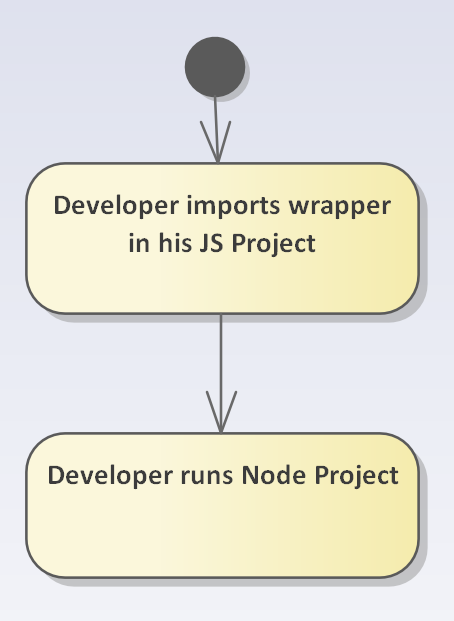 Developer imports wrapper
in his JS Project
Developer runs Node Project